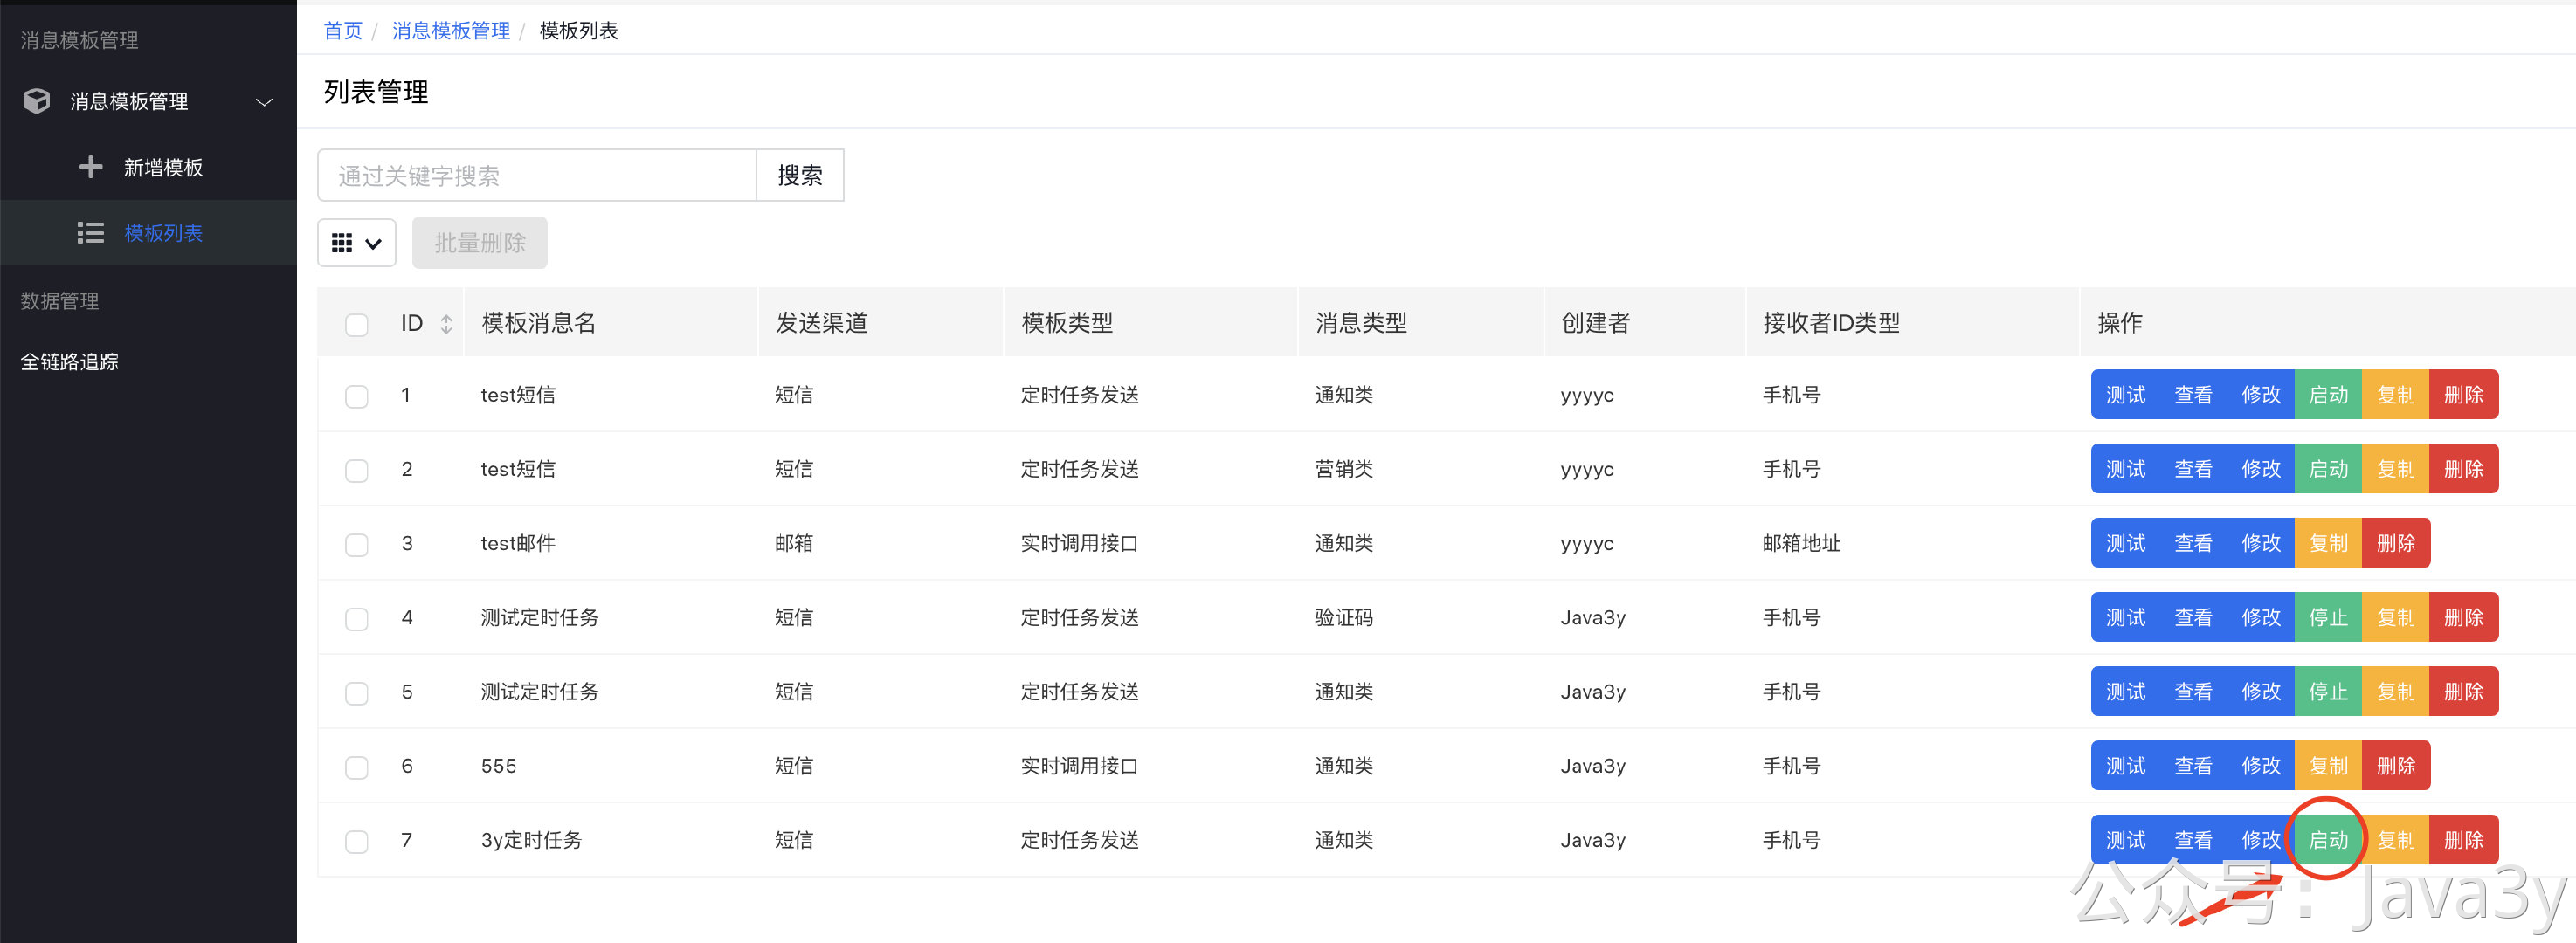 消息模板管理
消息模板管理
新增模板
模板列表
数据管理
全链路追踪
首页 / 消息模板管理 / 模板列表
列表管理
通过关键字搜索 搜索
批量删除
ID 模板消息名 发送渠道 模板类型 消息类型 创建者 接收者ID类型 操作
1 test短信 短信 定时任务发送 通知类 yyyyc 手机号 测试 查看 修改 启动 复制 删除
2 test短信 短信 定时任务发送 营销类 yyyyc 手机号 测试 查看 修改 启动 复制 删除
3 test邮件 邮箱 实时调用接口 通知类 yyyyc 邮箱地址 测试 查看 修改 复制 删除
4 测试定时任务 短信 定时任务发送 验证码 Java3y 手机号 测试 查看 修改 停止 复制 删除
5 测试定时任务 短信 定时任务发送 通知类 Java3y 手机号 测试 查看 修改 停止 复制 删除
6 555 短信 实时调用接口 通知类 Java3y 手机号 测试 查看 修改 复制 删除
7 3y定时任务 短信 定时任务发送 通知类 Java3y 手机号 测试 查看 修改 启动 复制 删除
公众号：Java3y